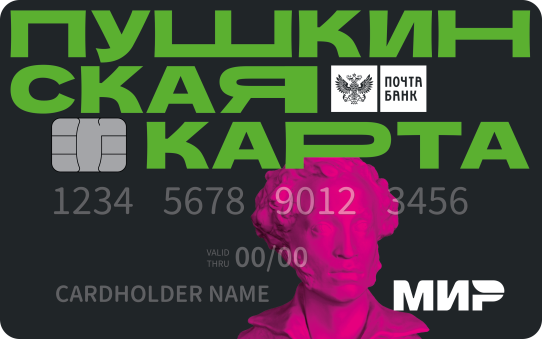 ПУШКИН
СКАЯ
ПОЧТА
БАНК
КАРТА
1234 5678 9012 3456
VALID
THRU 00/00
CARDHOLDER NAME
МИР